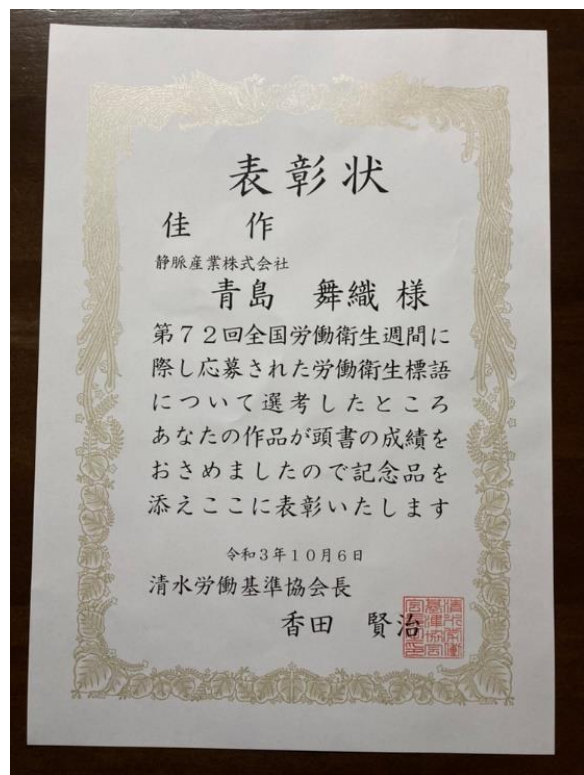 表彰状
佳　作
静脈産業株式会社
青島　舞織 様
第７２回全国労働衛生週間に
際し応募された労働衛生標語
について選考したところ
あなたの作品が頭書の成績を
おさめましたので記念品を
添えここに表彰いたします
令和３年１０月６日
清水労働基準協会長
香田　賢治